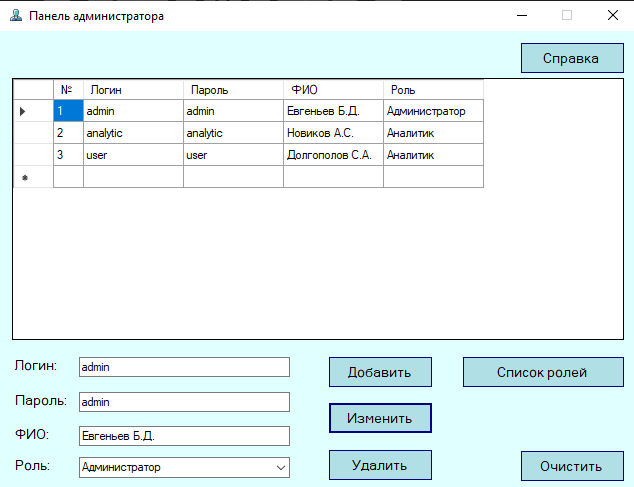 Панель администратора
Справка
№ Логин Пароль ФИО Роль
1 admin admin Евгеньев Б.Д. Администратор
2 analytic analytic Новиков А.С. Аналитик
3 user user Долгополов С.А. Аналитик
Логин: admin Добавить Список ролей
Пароль: admin Изменить
ФИО: Евгеньев Б.Д.
Роль: Администратор Удалить Очистить